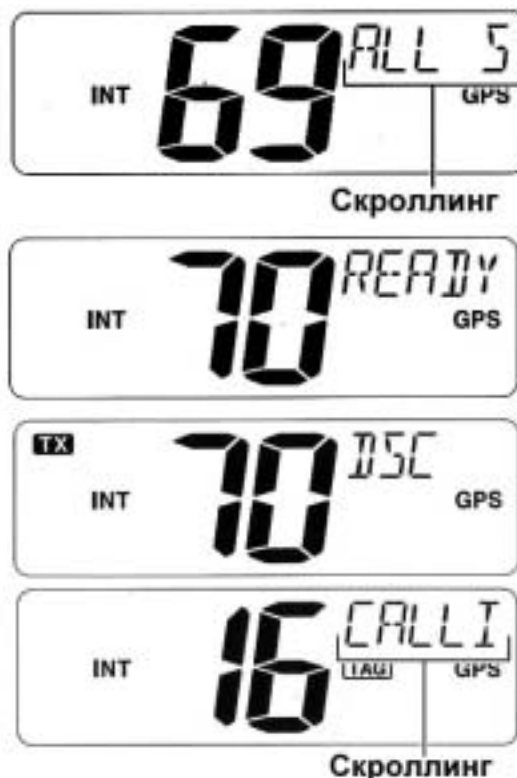 69 ALL S
INT GPS
Скроллинг
70 READY
INT GPS
TX
70 DSC
INT GPS
16 CALLI
INT TAG GPS
Скроллинг